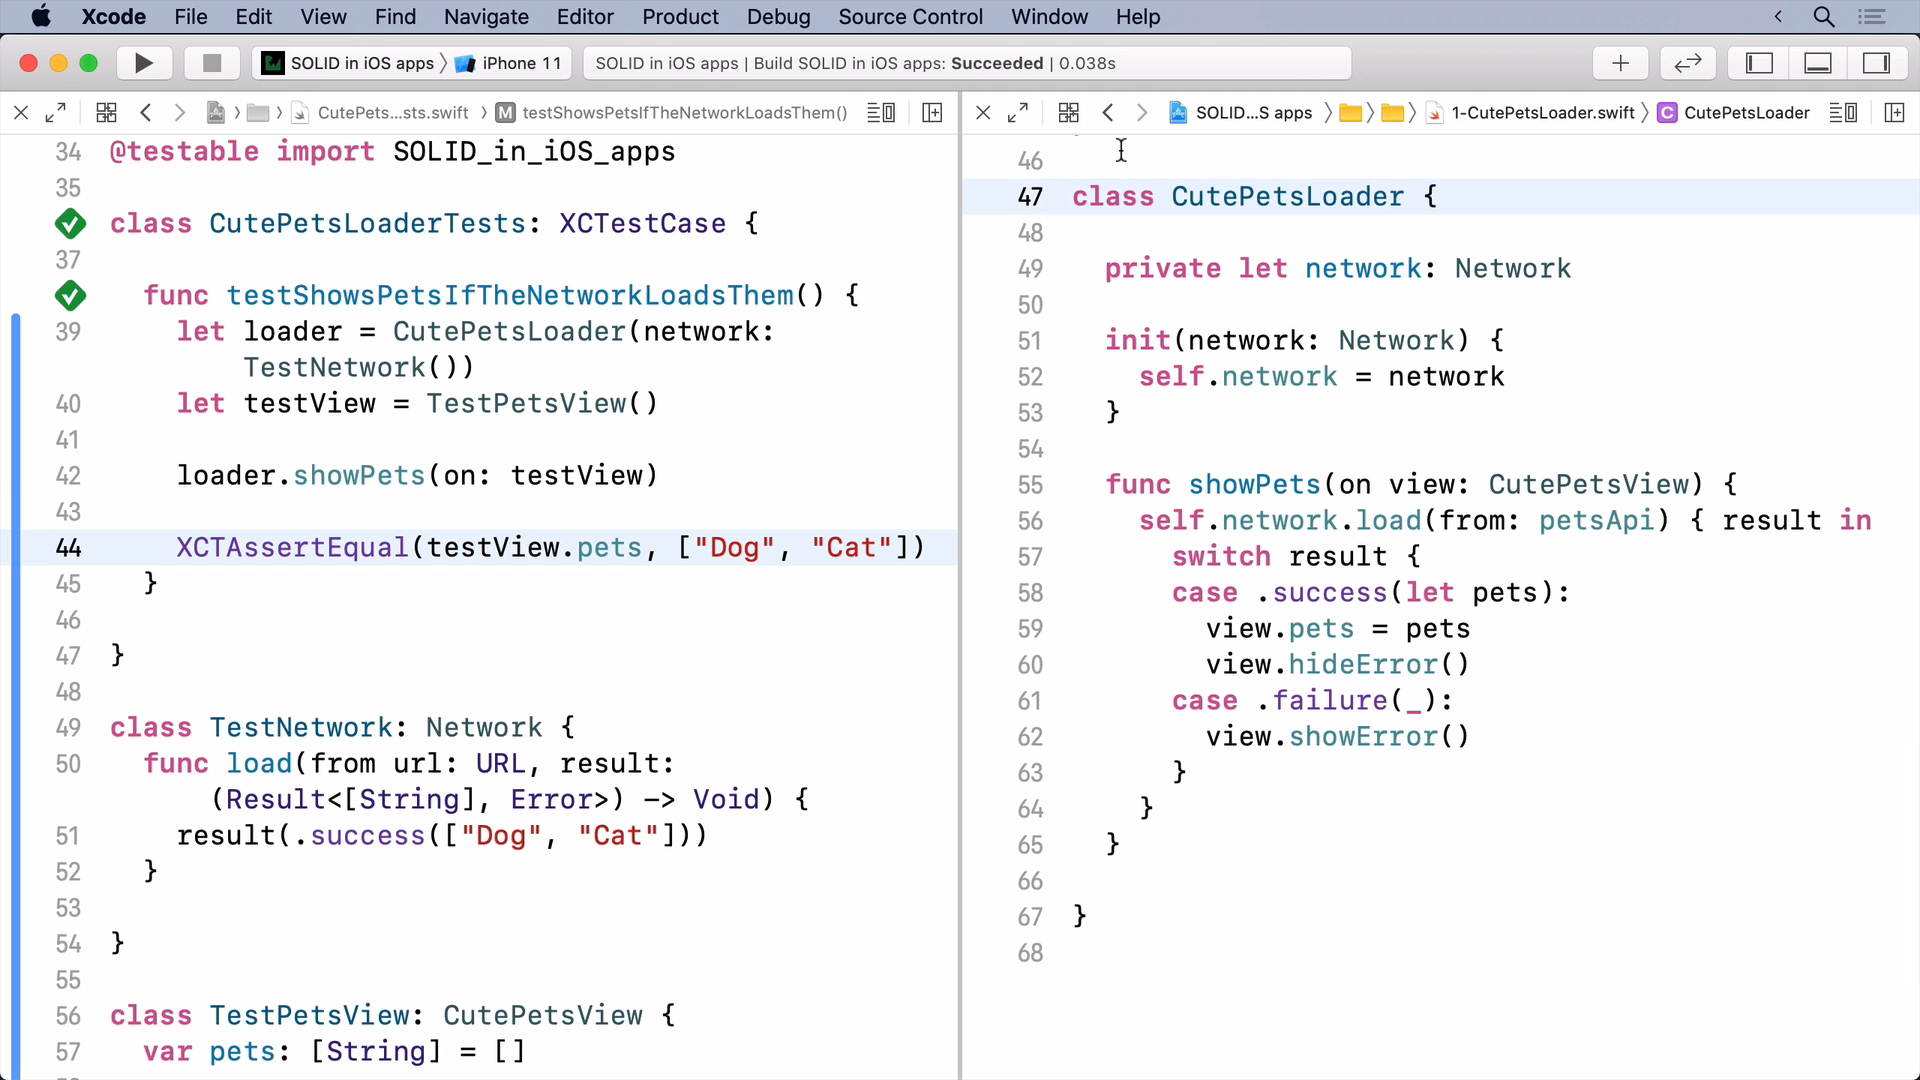 Xcode File Edit View Find Navigate Editor Product Debug Source Control Window Help
SOLID in iOS apps iPhone 11 SOLID in iOS apps | Build SOLID in iOS apps: Succeeded | 0.038s
CutePets...sts.swift M testShowsPetsIfTheNetworkLoadsThem()
34 @testable import SOLID_in_iOS_apps
35
class CutePetsLoaderTests: XCTestCase {
37
func testShowsPetsIfTheNetworkLoadsThem() {
39 let loader = CutePetsLoader(network:
TestNetwork())
40 let testView = TestPetsView()
41
42 loader.showPets(on: testView)
43
44 XCTAssertEqual(testView.pets, ["Dog", "Cat"])
45 }
46
47 }
48
49 class TestNetwork: Network {
50 func load(from url: URL, result:
(Result<[String], Error>) -> Void) {
51 result(.success(["Dog", "Cat"]))
52 }
53
54 }
55
56 class TestPetsView: CutePetsView {
57 var pets: [String] = []
SOLID...S apps 1-CutePetsLoader.swift C CutePetsLoader
46
47 class CutePetsLoader {
48
49 private let network: Network
50
51 init(network: Network) {
52 self.network = network
53 }
54
55 func showPets(on view: CutePetsView) {
56 self.network.load(from: petsApi) { result in
57 switch result {
58 case .success(let pets):
59 view.pets = pets
60 view.hideError()
61 case .failure(_):
62 view.showError()
63 }
64 }
65 }
66
67 }
68